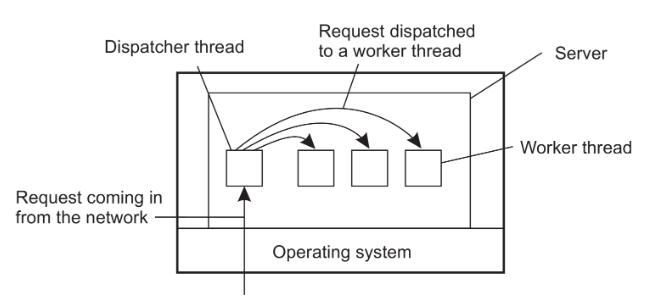 Request dispatched
to a worker thread
Dispatcher thread
Server
Worker thread
Request coming in
from the network
Operating system